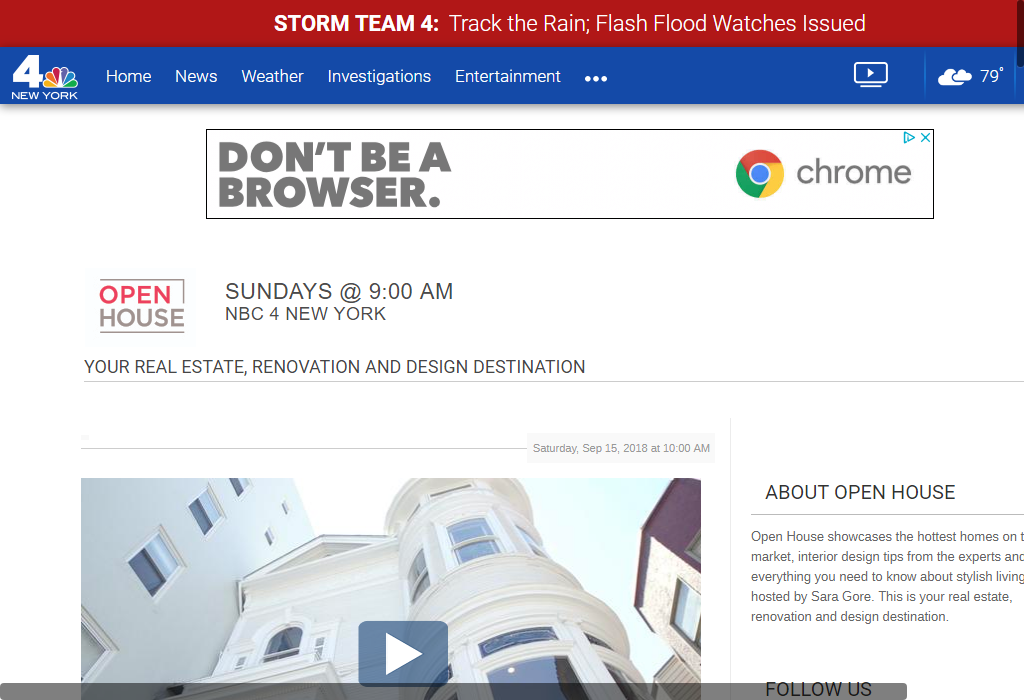 STORM TEAM 4: Track the Rain; Flash Flood Watches Issued
4
NEW YORK
Home News Weather Investigations Entertainment •••
79°
DON'T BE A
BROWSER.
chrome
OPEN
HOUSE
SUNDAYS @ 9:00 AM
NBC 4 NEW YORK
YOUR REAL ESTATE, RENOVATION AND DESIGN DESTINATION
Saturday, Sep 15, 2018 at 10:00 AM
ABOUT OPEN HOUSE
Open House showcases the hottest homes on t
market, interior design tips from the experts and
everything you need to know about stylish living
hosted by Sara Gore. This is your real estate,
renovation and design destination.
FOLLOW US